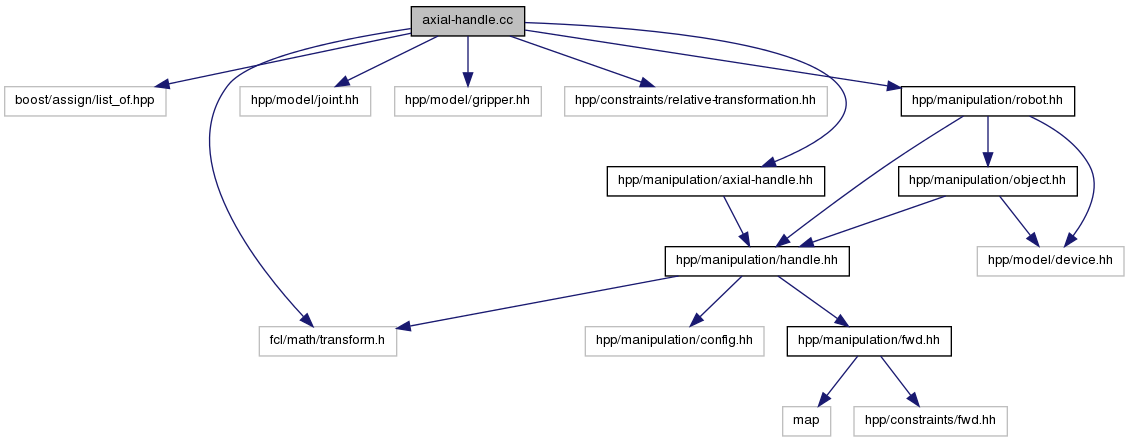 axial-handle.cc
boost/assign/list_of.hpp
hpp/model/joint.hh
hpp/model/gripper.hh
hpp/constraints/relative-transformation.hh
hpp/manipulation/robot.hh
hpp/manipulation/axial-handle.hh
hpp/manipulation/object.hh
hpp/manipulation/handle.hh
hpp/model/device.hh
fcl/math/transform.h
hpp/manipulation/config.hh
hpp/manipulation/fwd.hh
map
hpp/constraints/fwd.hh